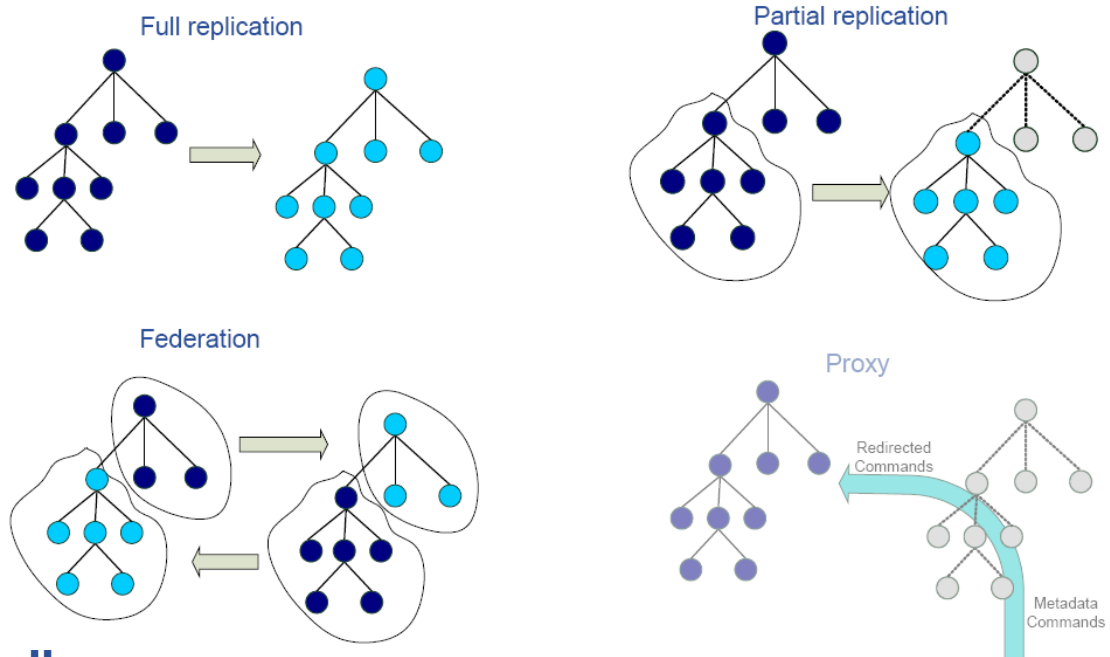 Full replication
Partial replication
Federation
Proxy
Redirected
Commands
Metadata
Commands